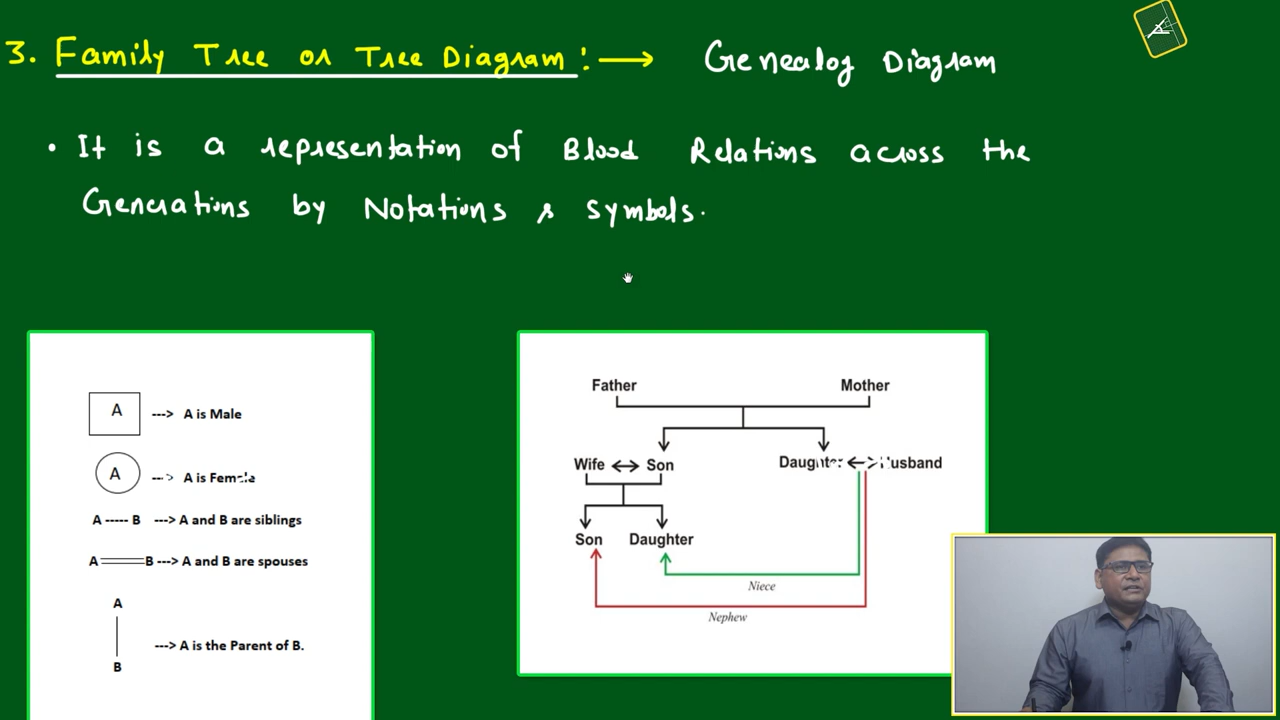 3. Family Tree or Tree Diagram :→ Genealog Diagram
• It is a representation of Blood Relations across the
Generations by Notations & symbols.
A ---> A is Male
A ---> A is Female
A ----- B ---> A and B are siblings
A B ---> A and B are spouses
A
---> A is the Parent of B.
B
Father Mother
Wife ↔ Son Daughter ↔ Husband
Son Daughter
Niece
Nephew